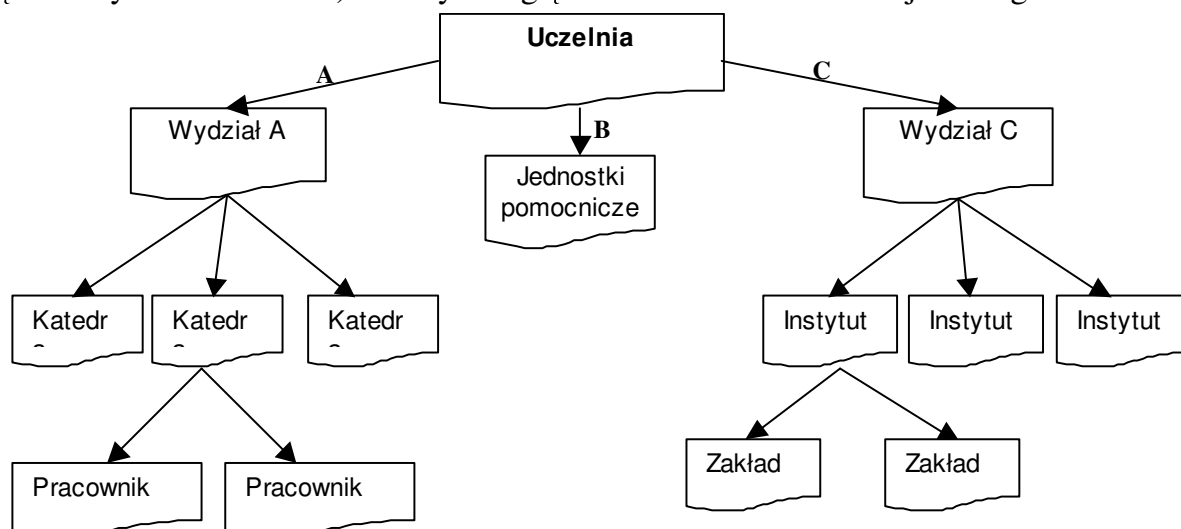 Uczelnia
A
C
Wydział A
B
Wydział C
Jednostki
pomocnicze
Katedr
Katedr
Katedr
Instytut
Instytut
Instytut
Zakład
Zakład
Pracownik
Pracownik